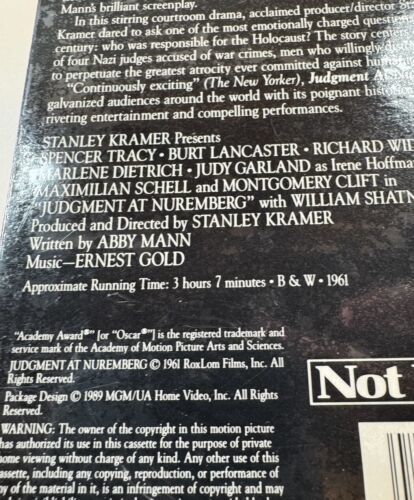 Mann's brilliant screenplay.
In this stirring courtroom drama, acclaimed producer/director
Kramer dared to ask one of the most emotionally charged
century: who was responsible for the Holocaust? The story
of four Nazi judges accused of war crimes, men who willingly
to perpetuate the greatest atrocity ever committed against
"Continuously exciting" (The New Yorker), Judgment At
galvanized audiences around the world with its poignant
riveting entertainment and compelling performances.
STANLEY KRAMER Presents
SPENCER TRACY • BURT LANCASTER • RICHARD WID
MARLENE DIETRICH • JUDY GARLAND as Irene Hoffma
MAXIMILIAN SCHELL and MONTGOMERY CLIFT in
"JUDGMENT AT NUREMBERG" with WILLIAM SHATN
Produced and Directed by STANLEY KRAMER
Written by ABBY MANN
Music—ERNEST GOLD
Approximate Running Time: 3 hours 7 minutes • B & W • 1961
"Academy Award®" [or "Oscar®"] is the registered trademark and
service mark of the Academy of Motion Picture Arts and Sciences.
JUDGMENT AT NUREMBERG © 1961 RoxLom Films, Inc. All
Rights Reserved.
Package Design © 1989 MGM/UA Home Video, Inc. All Rights
Reserved.
Not
WARNING: The owner of the copyright in this motion picture
has authorized its use in this cassette for the purpose of private
home viewing without charge of any kind. Any other use of this
cassette, including any copying, reproduction, or performance of
any of the material in it, is an infringement of copyright and may